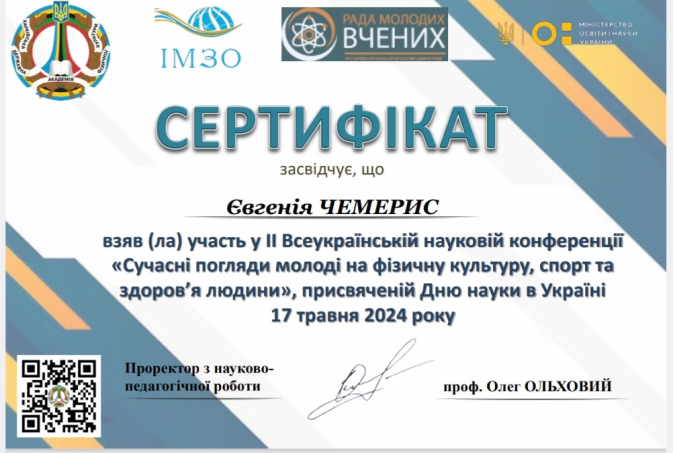 ІМЗО
РАДА МОЛОДИХ
ВЧЕНИХ
МІНІСТЕРСТВО
ОСВІТИ І НАУКИ
УКРАЇНИ
СЕРТИФІКАТ
засвідчує, що
Євгенія ЧЕМЕРИС
взяв (ла) участь у ІІ Всеукраїнській науковій конференції
«Сучасні погляди молоді на фізичну культуру, спорт та
здоров’я людини», присвяченій Дню науки в Україні
17 травня 2024 року
Проректор з науково-
педагогічної роботи
проф. Олег ОЛЬХОВИЙ